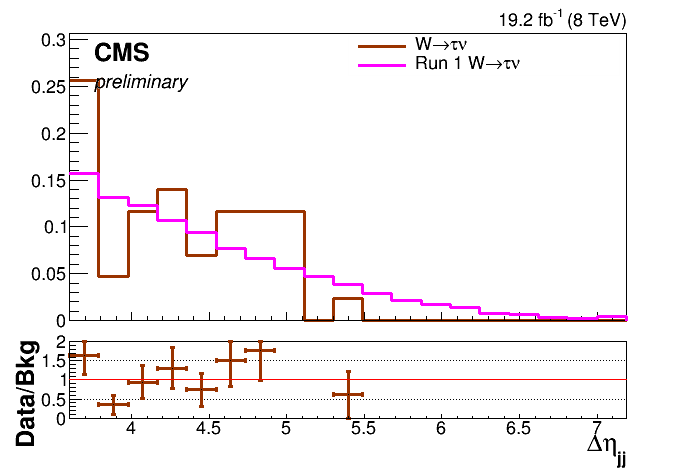 19.2 fb⁻¹ (8 TeV)
CMS
preliminary
W→τν
Run 1 W→τν
0.3
0.25
0.2
0.15
0.1
0.05
0
Data/Bkg
2
1.5
1
0.5
0
4 4.5 5 5.5 6 6.5 7
Δη_jj